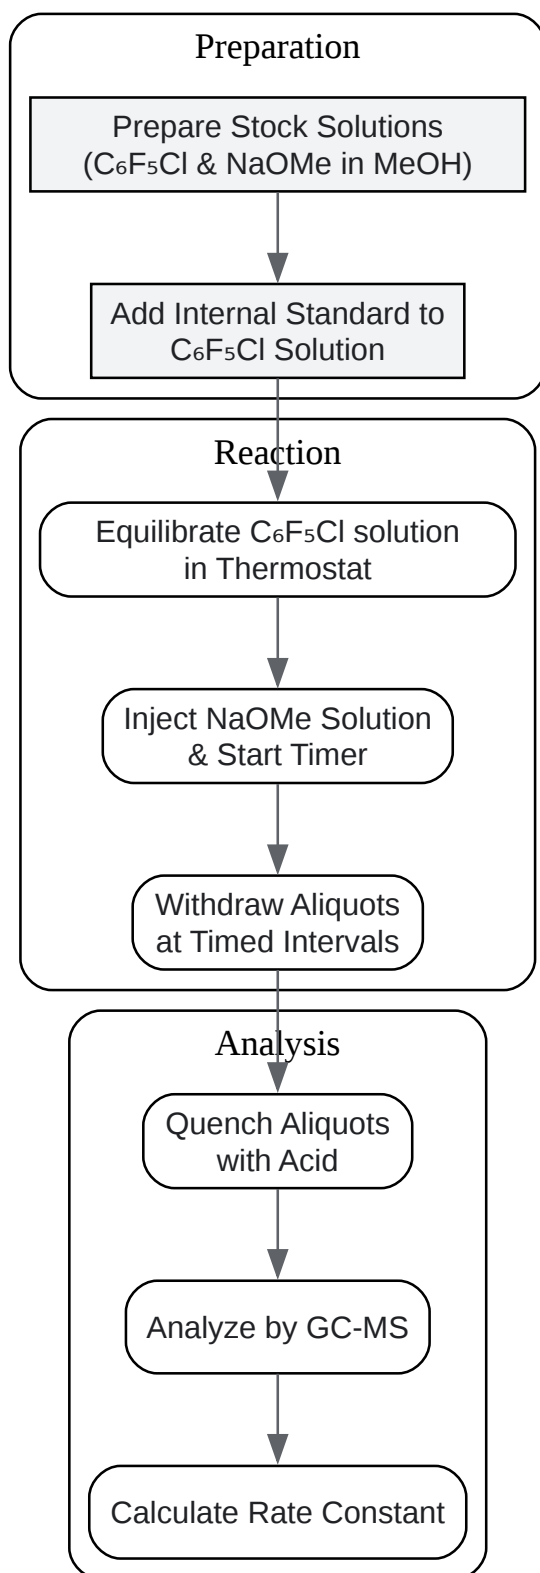 Preparation
Prepare Stock Solutions
(C₆F₅Cl & NaOMe in MeOH)
Add Internal Standard to
C₆F₅Cl Solution
Reaction
Equilibrate C₆F₅Cl solution
in Thermostat
Inject NaOMe Solution
& Start Timer
Withdraw Aliquots
at Timed Intervals
Analysis
Quench Aliquots
with Acid
Analyze by GC-MS
Calculate Rate Constant